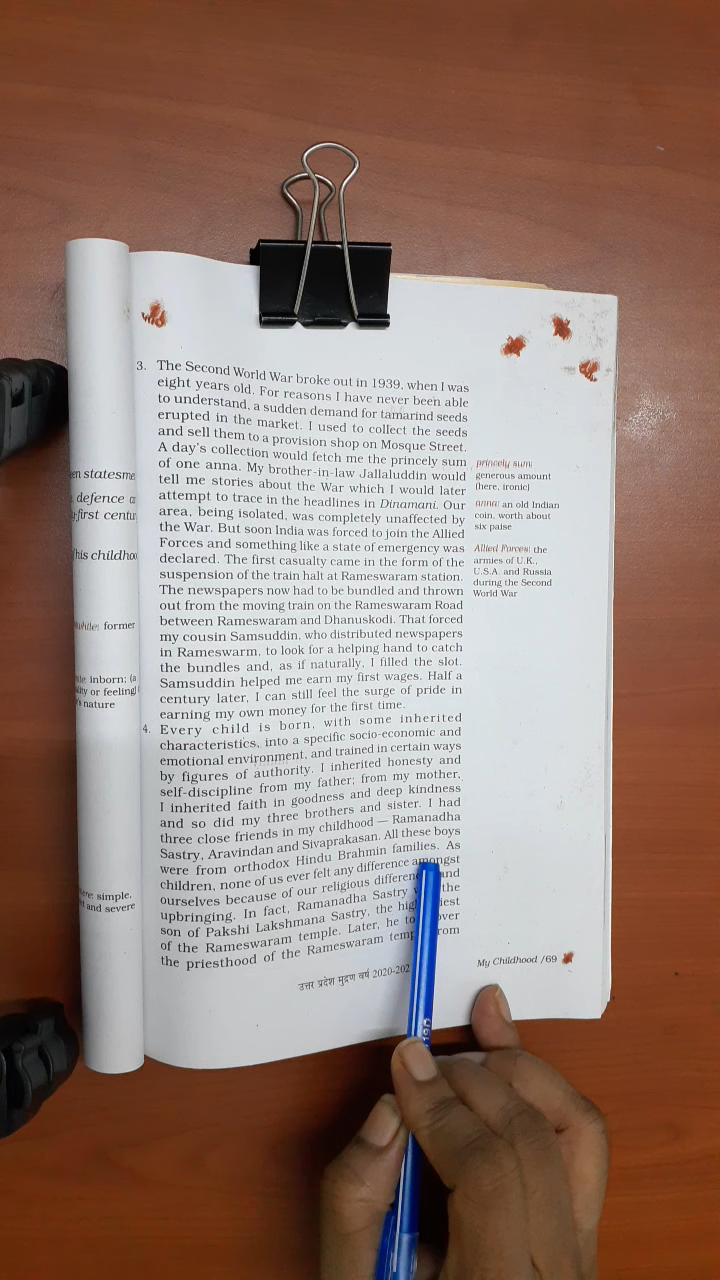 3. The Second World War broke out in 1939, when I was
eight years old. For reasons I have never been able
to understand, a sudden demand for tamarind seeds
erupted in the market. I used to collect the seeds
and sell them to a provision shop on Mosque Street.
A day's collection would fetch me the princely sum
of one anna. My brother-in-law Jallaluddin would
tell me stories about the War which I would later
attempt to trace in the headlines in Dinamani. Our
area, being isolated, was completely unaffected by
the War. But soon India was forced to join the Allied
Forces and something like a state of emergency was
declared. The first casualty came in the form of the
suspension of the train halt at Rameswaram station.
The newspapers now had to be bundled and thrown
out from the moving train on the Rameswaram Road
between Rameswaram and Dhanuskodi. That forced
my cousin Samsuddin, who distributed newspapers
in Rameswarm, to look for a helping hand to catch
the bundles and, as if naturally, I filled the slot.
Samsuddin helped me earn my first wages. Half a
century later, I can still feel the surge of pride in
earning my own money for the first time.
4. Every child is born, with some inherited
characteristics, into a specific socio-economic and
emotional environment, and trained in certain ways
by figures of authority. I inherited honesty and
self-discipline from my father; from my mother,
I inherited faith in goodness and deep kindness
and so did my three brothers and sister. I had
three close friends in my childhood — Ramanadha
Sastry, Aravindan and Sivaprakasan. All these boys
were from orthodox Hindu Brahmin families. As
children, none of us ever felt any difference amongst
ourselves because of our religious and
upbringing. In fact, Ramanadha Sastry the
son of Pakshi Lakshmana Sastry, the
of the Rameswaram temple. Later, he over
the priesthood of the Rameswaram
princely sum:
generous amount
(here, ironic)
anna: an old Indian
coin, worth about
six paise
Allied Forces: the
armies of U.K.,
U.S.A. and Russia
during the Second
World War
statesme
defence
first
his
former
inborn; (a
or feeling)
nature
simple,
and severe
My Childhood /69
उत्तर प्रदेश मुद्रण वर्ष 2020-202